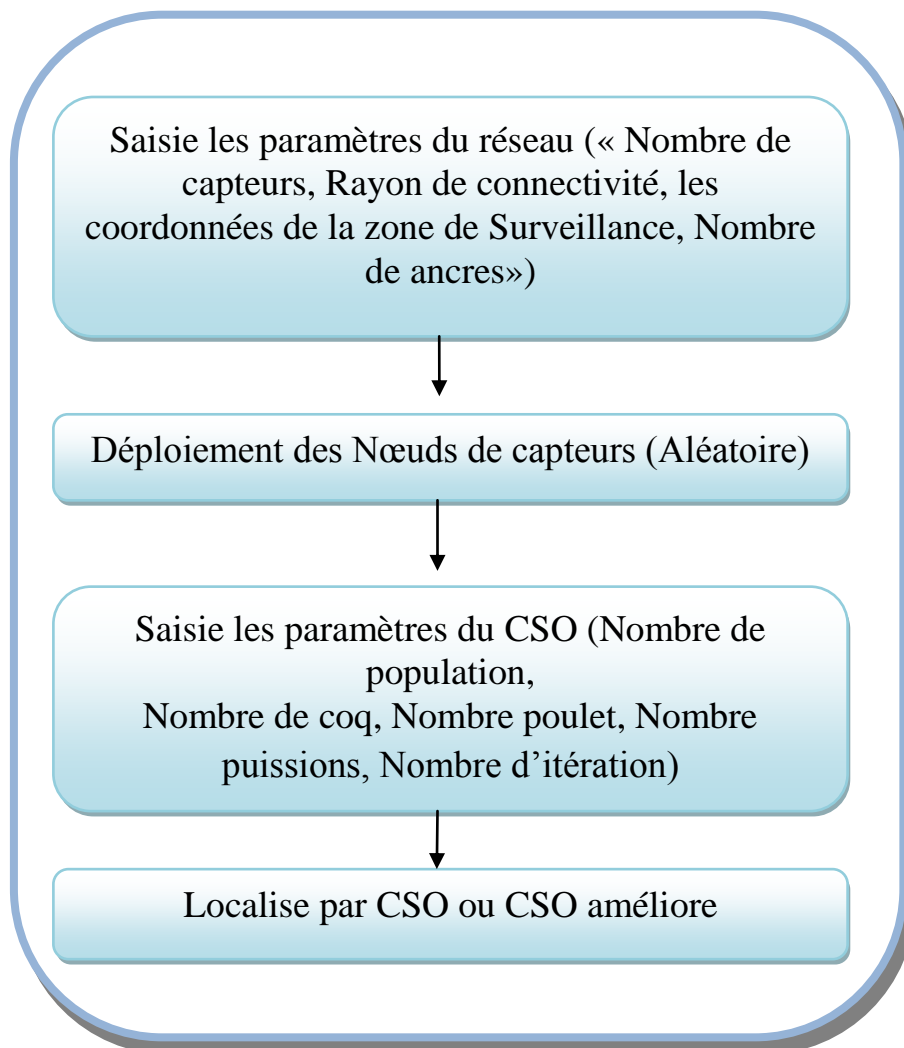 Saisie les paramètres du réseau (« Nombre de
capteurs, Rayon de connectivité, les
coordonnées de la zone de Surveillance, Nombre
de ancres»)
Déploiement des Nœuds de capteurs (Aléatoire)
Saisie les paramètres du CSO (Nombre de
population,
Nombre de coq, Nombre poulet, Nombre
puissions, Nombre d’itération)
Localise par CSO ou CSO améliore